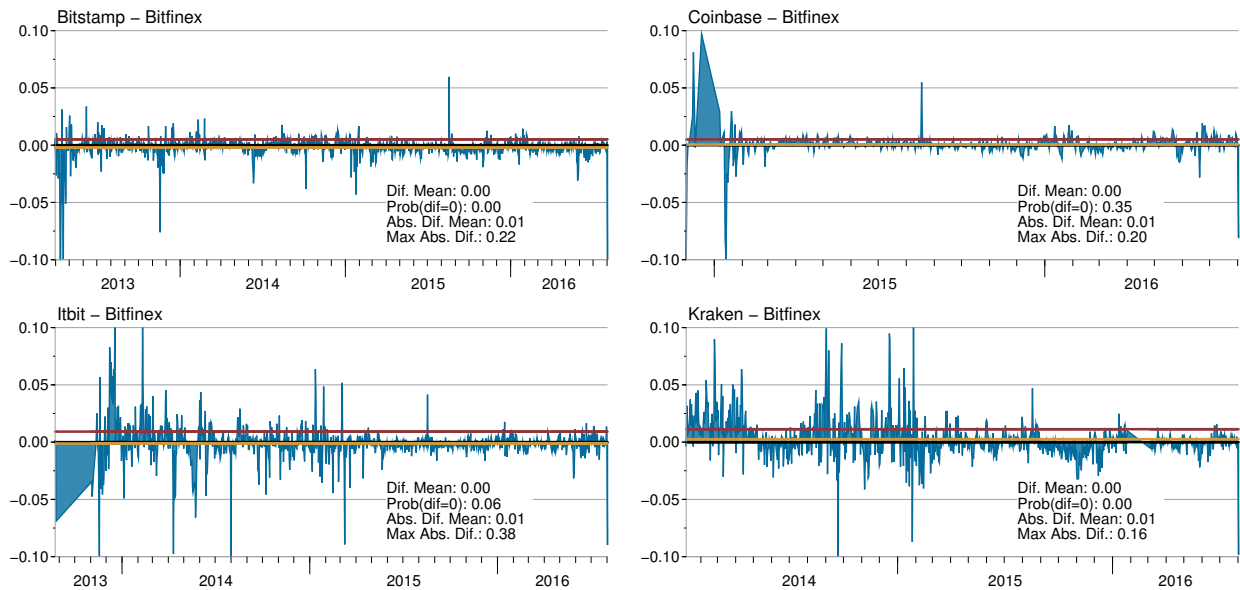 Bitstamp – Bitfinex
0.10
0.05
0.00
−0.05
−0.10
Dif. Mean: 0.00
Prob(dif=0): 0.00
Abs. Dif. Mean: 0.01
Max Abs. Dif.: 0.22
2013 2014 2015 2016
Coinbase – Bitfinex
0.10
0.05
0.00
−0.05
−0.10
Dif. Mean: 0.00
Prob(dif=0): 0.35
Abs. Dif. Mean: 0.01
Max Abs. Dif.: 0.20
2015 2016
Itbit – Bitfinex
0.10
0.05
0.00
−0.05
−0.10
Dif. Mean: 0.00
Prob(dif=0): 0.06
Abs. Dif. Mean: 0.01
Max Abs. Dif.: 0.38
2013 2014 2015 2016
Kraken – Bitfinex
0.10
0.05
0.00
−0.05
−0.10
Dif. Mean: 0.00
Prob(dif=0): 0.00
Abs. Dif. Mean: 0.01
Max Abs. Dif.: 0.16
2014 2015 2016